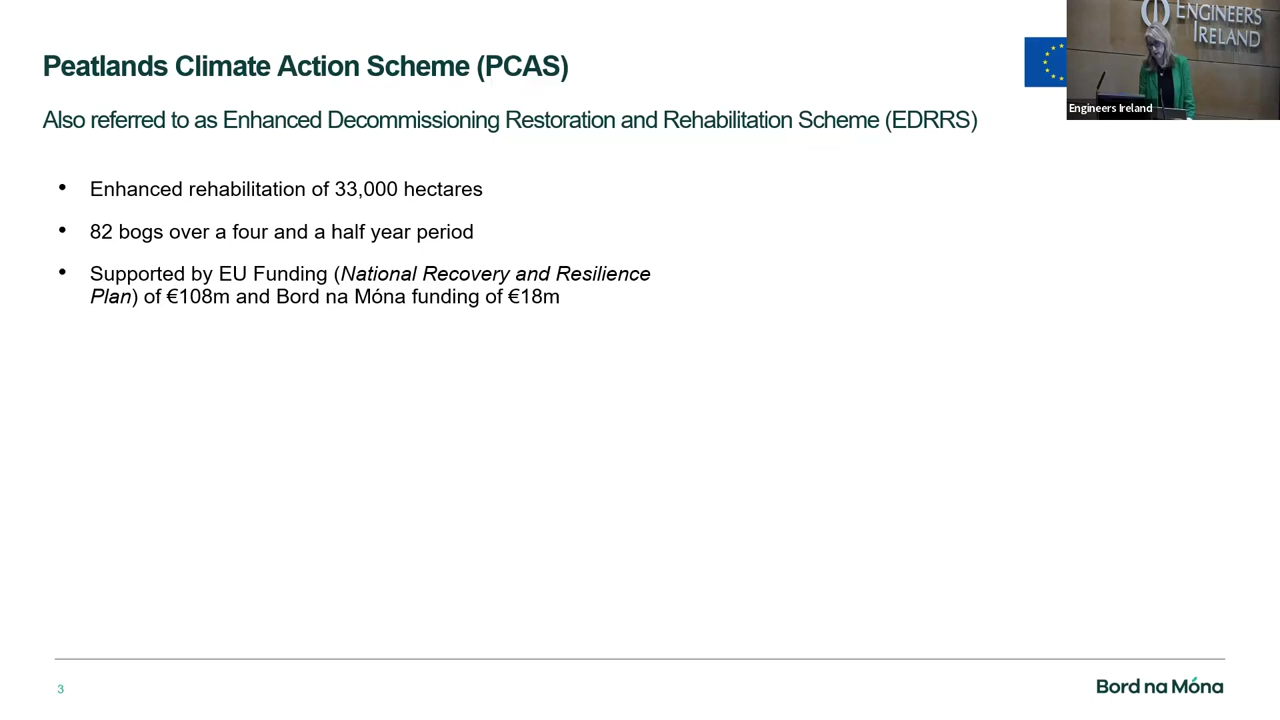 Peatlands Climate Action Scheme (PCAS)
ENGINEERS
IRELAND
Engineers Ireland
Also referred to as Enhanced Decommissioning Restoration and Rehabilitation Scheme (EDRRS)
• Enhanced rehabilitation of 33,000 hectares
• 82 bogs over a four and a half year period
• Supported by EU Funding (National Recovery and Resilience
Plan) of €108m and Bord na Móna funding of €18m
3
Bord na Móna